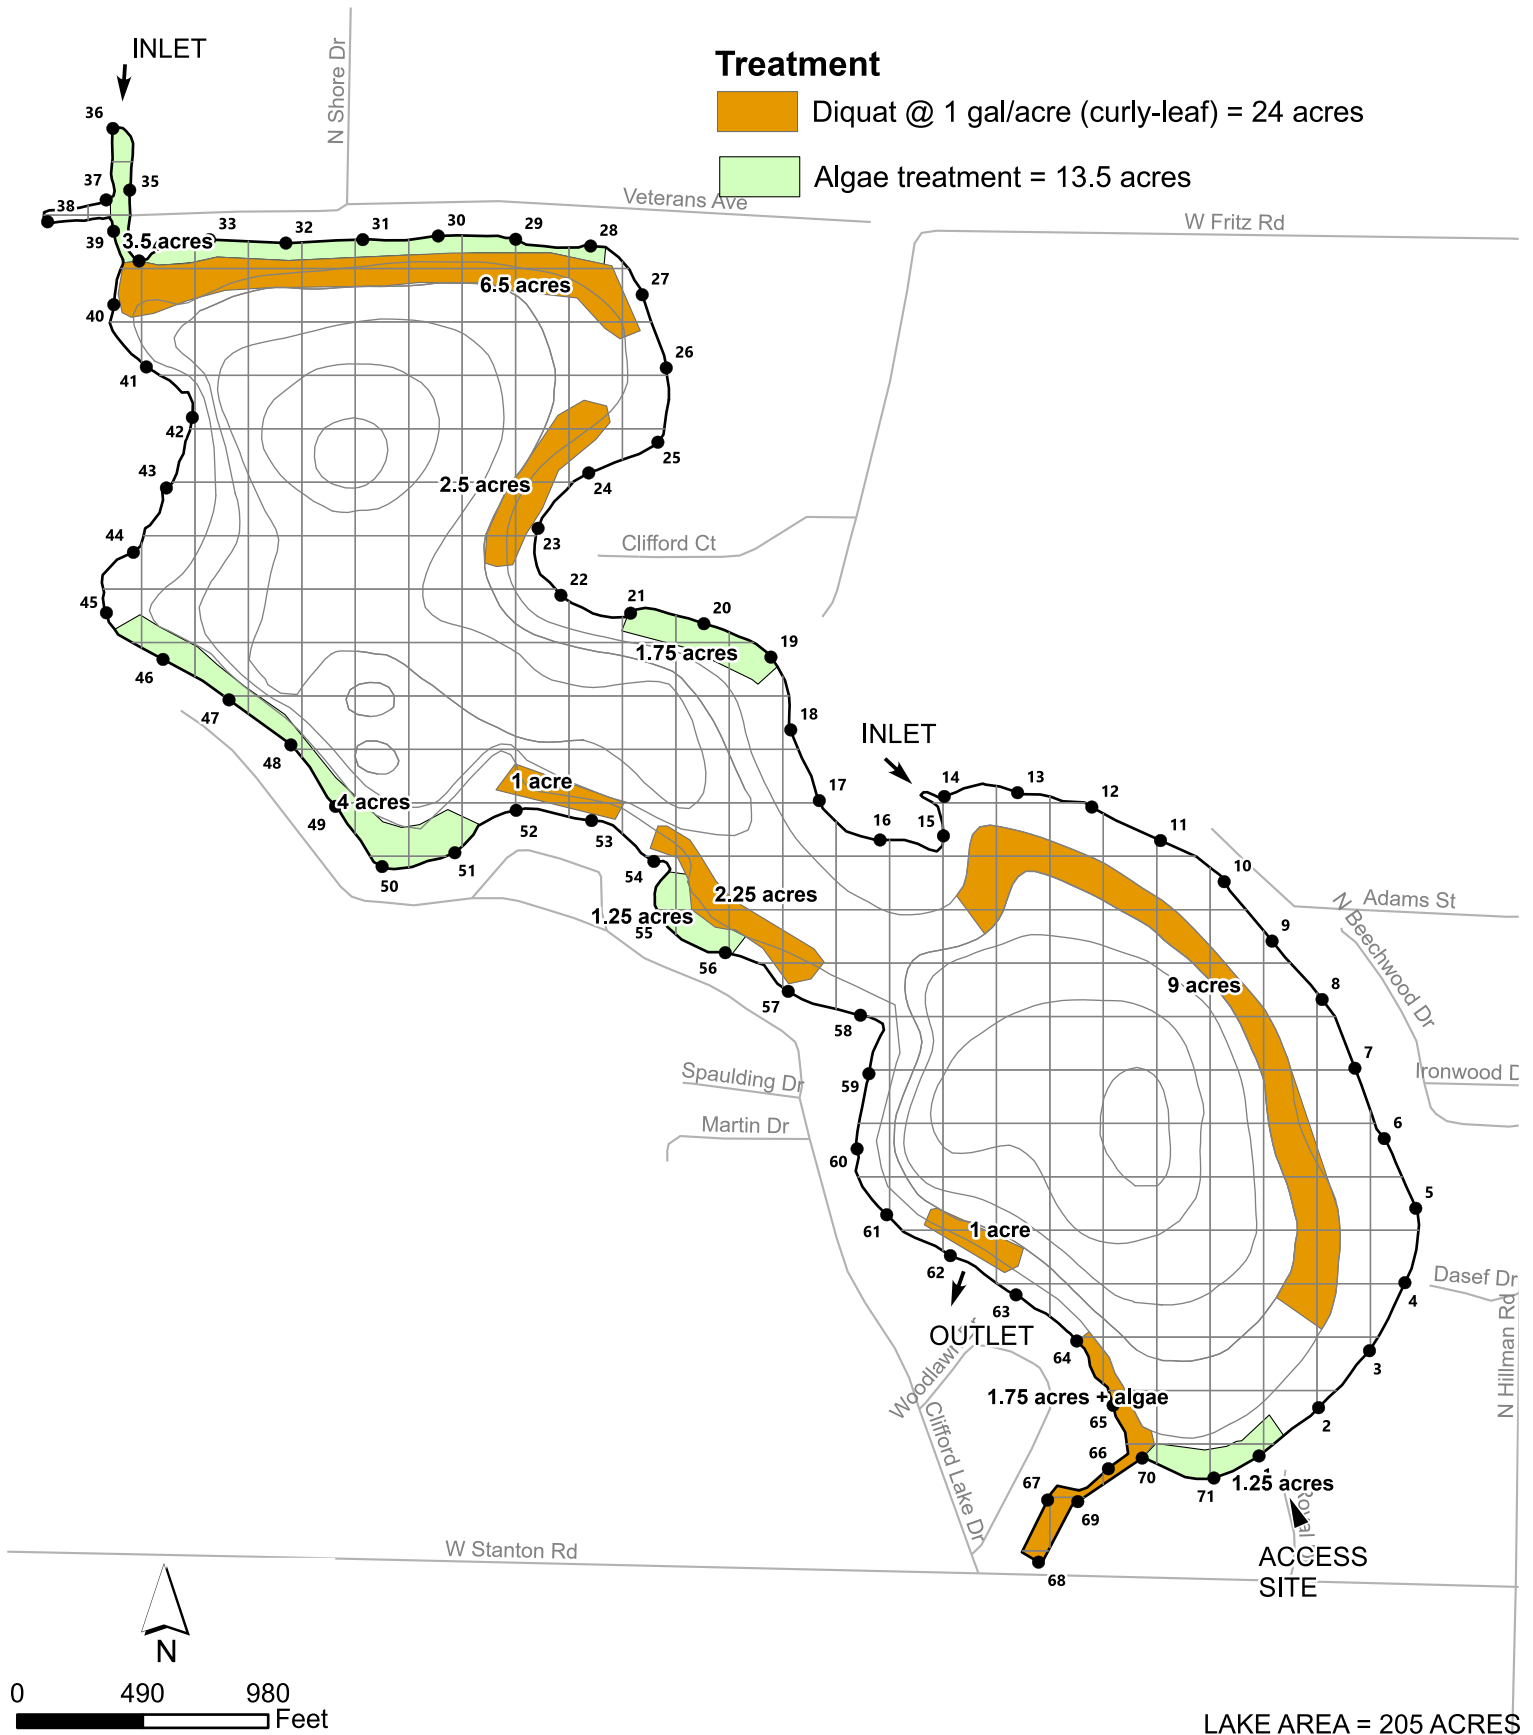 INLET
N Shore Dr
Treatment
Diquat @ 1 gal/acre (curly-leaf) = 24 acres
Algae treatment = 13.5 acres
36
37
35
38
39
Veterans Ave
W Fritz Rd
3.5 acres
33
32
31
30
29
28
27
6.5 acres
40
26
41
42
25
2.5 acres
43
24
44
23
Clifford Ct
22
45
21
20
19
1.75 acres
46
47
18
INLET
48
1 acre
4 acres
17
14
13
12
49
52
53
16
15
11
51
50
54
10
2.25 acres
Adams St
1.25 acres
55
N Beechwood Dr
9
56
9 acres
8
57
58
7
Spaulding Dr
59
Ironwood D
Martin Dr
6
60
5
61
1 acre
62
Dasef Dr
4
63
OUTLET
N Hillman Rd
64
3
1.75 acres + algae
65
2
Clifford Lake Dr
66
70
67
71
1.25 acres
69
W Stanton Rd
ACCESS
SITE
68
N
0
490
980
Feet
LAKE AREA = 205 ACRES